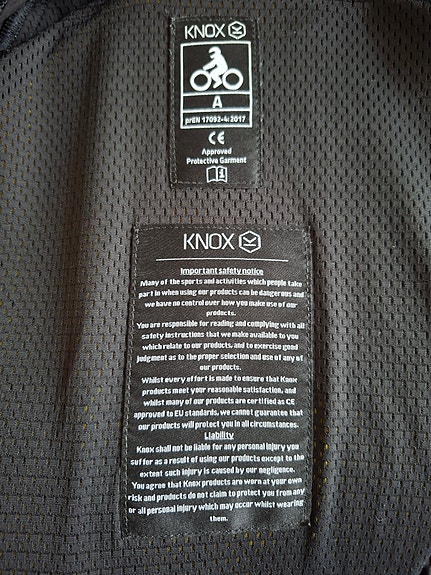 KNOX
A
prEN 17092-4:2017
CE
Approved
Protective Garment
KNOX
Important safety notice
Many of the sports and activities which people take
part in when using our products can be dangerous and
we have no control over how you make use of our
products.
You are responsible for reading and complying with all
safety instructions that we make available to you
which relate to our products, and to exercise good
judgment as to the proper selection and use of any of
our products.
Whilst every effort is made to ensure that Knox
products meet your reasonable satisfaction, and
whilst many of our products are certified as CE
approved to EU standards, we cannot guarantee that
our products will protect you in all circumstances.
Liability
Knox shall not be liable for any personal injury you
suffer as a result of using our products except to the
extent such injury is caused by our negligence.
You agree that Knox products are worn at your own
risk and products do not claim to protect you from any
or all personal injury which may occur whilst wearing
them.